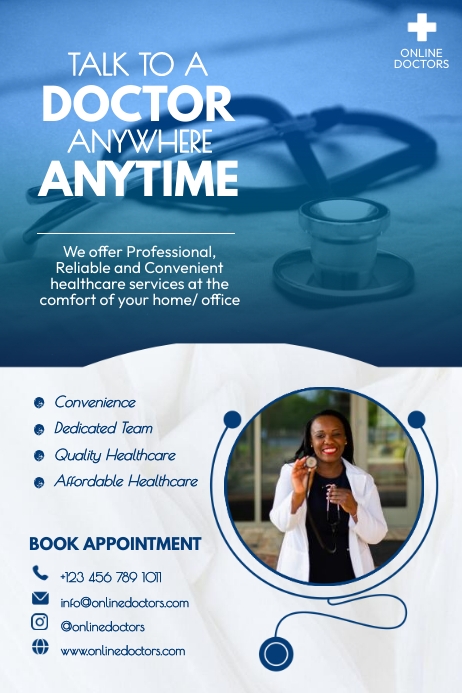 ONLINE
DOCTORS
TALK TO A
DOCTOR
ANYWHERE
ANYTIME
We offer Professional,
Reliable and Convenient
healthcare services at the
comfort of your home/ office
Convenience
Dedicated Team
Quality Healthcare
Affordable Healthcare
BOOK APPOINTMENT
+123 456 789 1011
info@onlinedoctors.com
@onlinedoctors
www.onlinedoctors.com